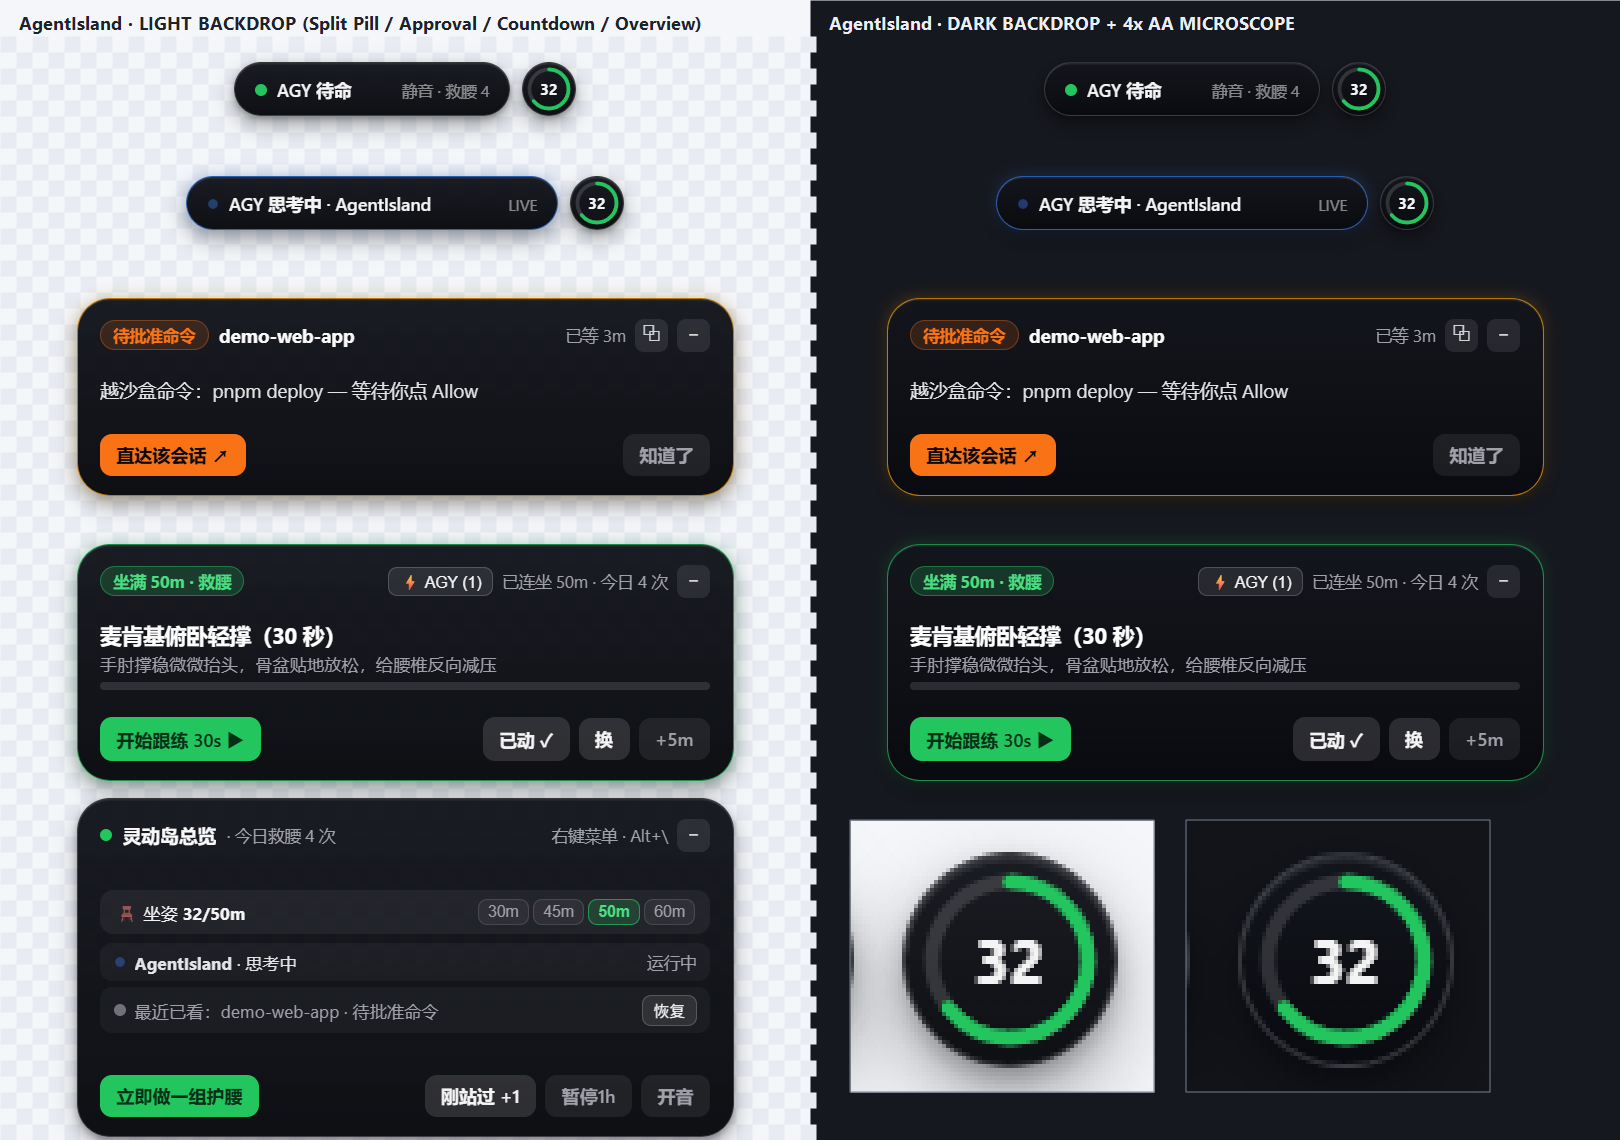 AgentIsland · LIGHT BACKDROP (Split Pill / Approval / Countdown / Overview)
AGY 待命 静音 · 救腰 4 32
AGY 思考中 · AgentIsland LIVE 32
待批准命令 demo-web-app 已等 3m −
越沙盒命令：pnpm deploy — 等待你点 Allow
直达该会话 ↗ 知道了
坐满 50m · 救腰 AGY (1) 已连坐 50m · 今日 4 次 −
麦肯基俯卧轻撑（30 秒）
手肘撑稳微微抬头，骨盆贴地放松，给腰椎反向减压
开始跟练 30s ▶ 已动 ✓ 换 +5m
灵动岛总览 · 今日救腰 4 次 右键菜单 · Alt+\ −
坐姿 32/50m 30m 45m 50m 60m
AgentIsland · 思考中 运行中
最近已看：demo-web-app · 待批准命令 恢复
立即做一组护腰 刚站过 +1 暂停1h 开音
AgentIsland · DARK BACKDROP + 4x AA MICROSCOPE
AGY 待命 静音 · 救腰 4 32
AGY 思考中 · AgentIsland LIVE 32
待批准命令 demo-web-app 已等 3m −
越沙盒命令：pnpm deploy — 等待你点 Allow
直达该会话 ↗ 知道了
坐满 50m · 救腰 AGY (1) 已连坐 50m · 今日 4 次 −
麦肯基俯卧轻撑（30 秒）
手肘撑稳微微抬头，骨盆贴地放松，给腰椎反向减压
开始跟练 30s ▶ 已动 ✓ 换 +5m
32
32